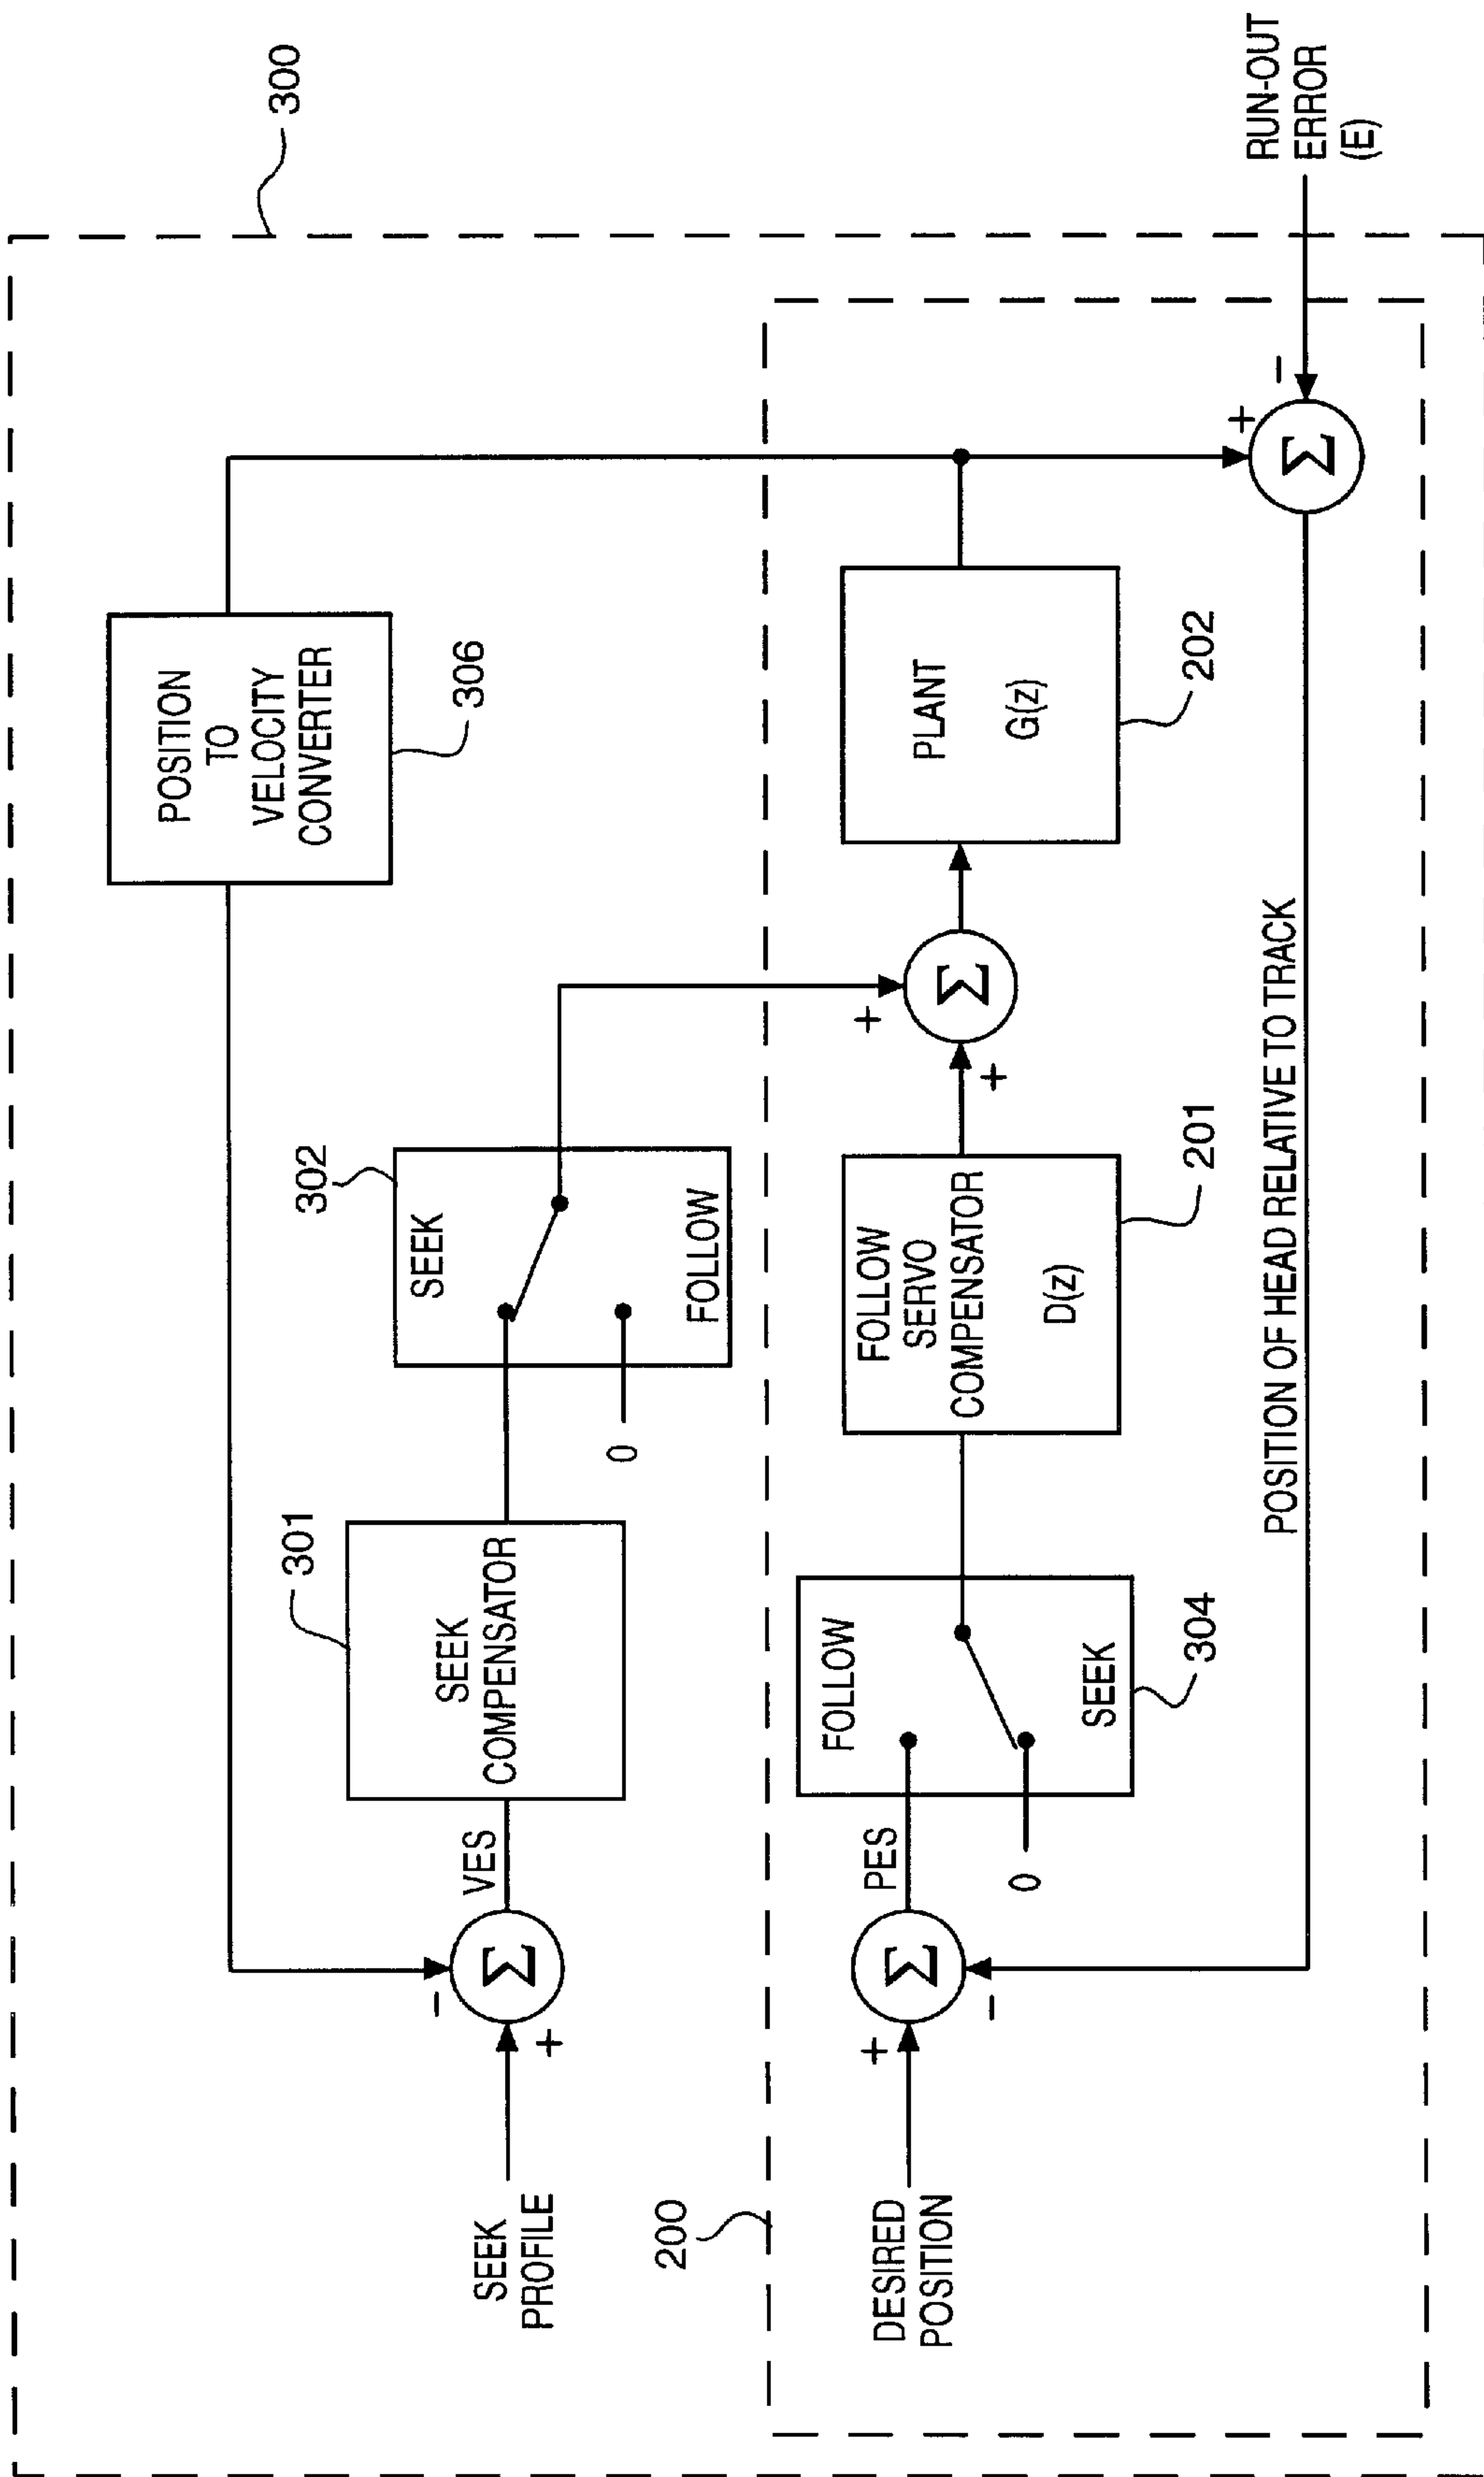 300
POSITION
TO
VELOCITY
CONVERTER
306
SEEK
PROFILE
+
−
Σ
VES
301
SEEK
COMPENSATOR
302
SEEK
FOLLOW
0
200
DESIRED
POSITION
+
−
Σ
PES
FOLLOW
SEEK
0
304
FOLLOW
SERVO
COMPENSATOR
D(z)
201
+
+
Σ
PLANT
G(z)
202
+
−
Σ
RUN-OUT
ERROR
(E)
POSITION OF HEAD RELATIVE TO TRACK